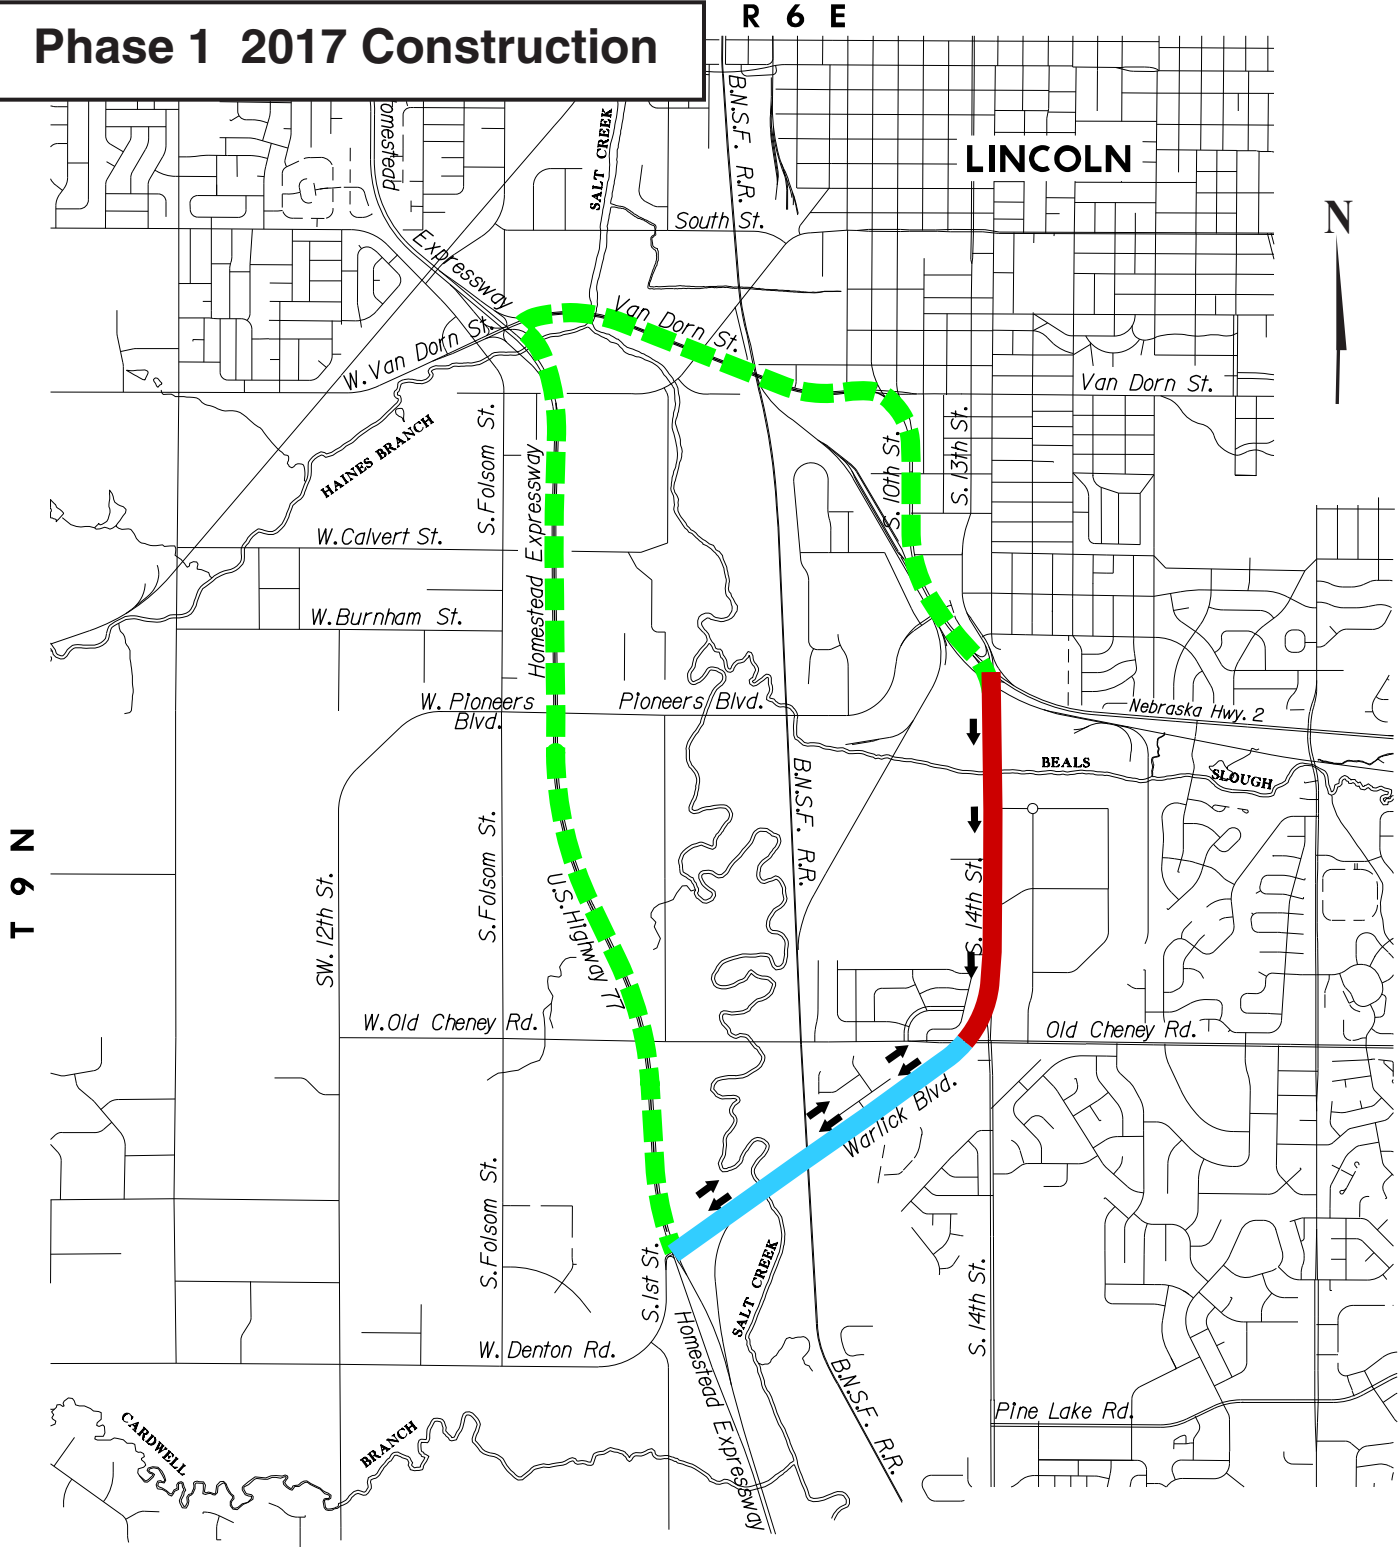 R 6 E
Phase 1 2017 Construction
B.N.S.F. R.R.
SALT CREEK
LINCOLN
N
South St.
Expressway
Van Dorn St.
W. Van Dorn St.
Van Dorn St.
HAINES BRANCH
S. Folsom St.
Homestead Expressway
S. 10th St.
S. 13th St.
W. Calvert St.
W. Burnham St.
W. Pioneers
Blvd.
Pioneers Blvd.
Nebraska Hwy. 2
BEALS
SLOUGH
B.N.S.F. R.R.
T 9 N
SW. 12th St.
S. Folsom St.
U.S. Highway 77
S. 14th St.
W. Old Cheney Rd.
Old Cheney Rd.
Warlick Blvd.
S. Folsom St.
S. 1st St.
SALT CREEK
S. 14th St.
W. Denton Rd.
Homestead Expressway
B.N.S.F. R.R.
Pine Lake Rd.
CARDWELL
BRANCH